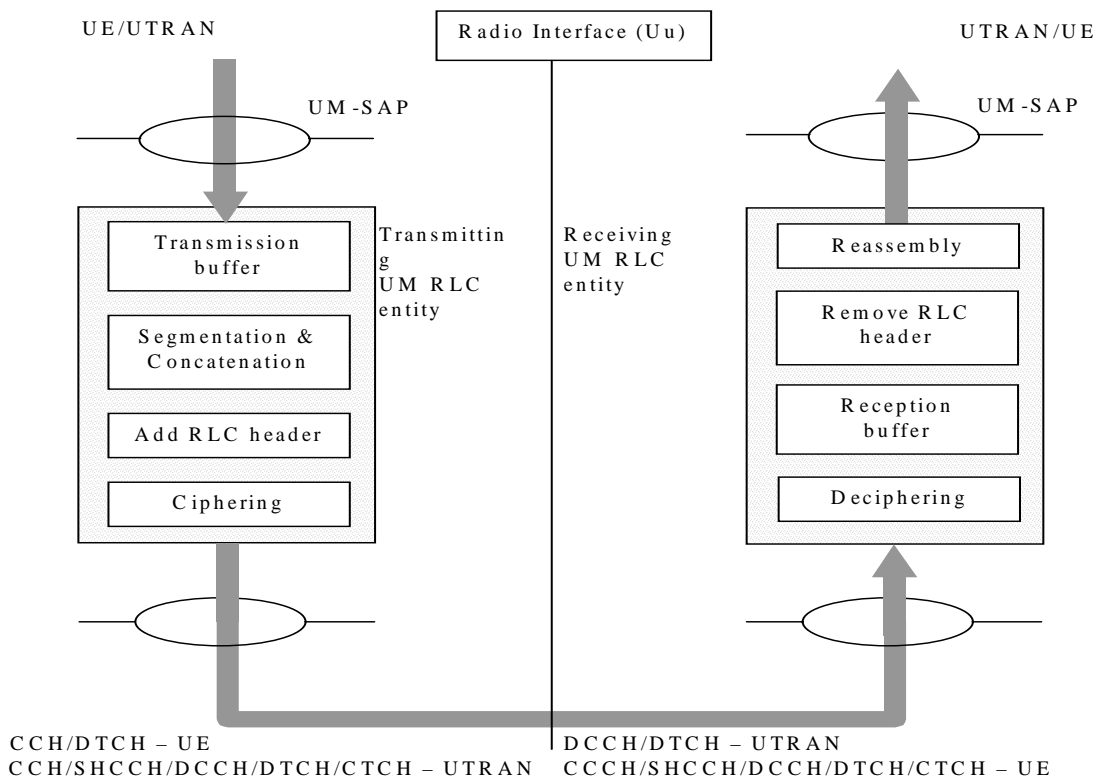 UE/UTRAN
Radio Interface (Uu)
UTRAN/UE
UM-SAP
UM-SAP
Transmission
buffer
Transmittin
g
UM RLC
entity
Segmentation &
Concatenation
Add RLC header
Ciphering
Receiving
UM RLC
entity
Reassembly
Remove RLC
header
Reception
buffer
Deciphering
CCH/DTCH – UE
CCH/SHCCH/DCCH/DTCH/CTCH – UTRAN
DCCH/DTCH – UTRAN
CCCH/SHCCH/DCCH/DTCH/CTCH – UE